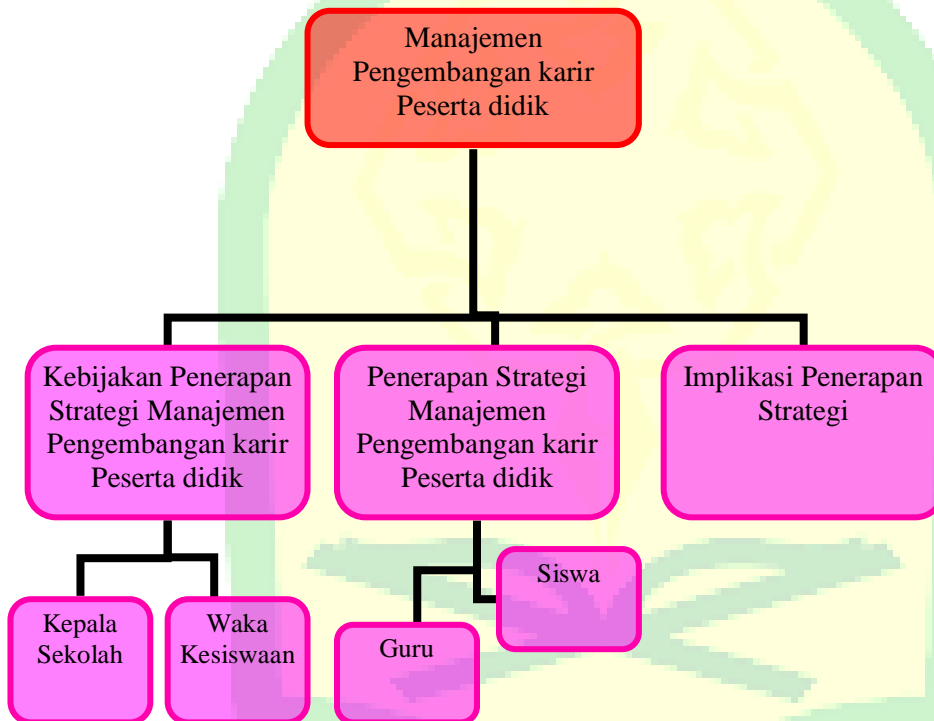 Manajemen
Pengembangan karir
Peserta didik
Kebijakan Penerapan
Strategi Manajemen
Pengembangan karir
Peserta didik
Penerapan Strategi
Manajemen
Pengembangan karir
Peserta didik
Implikasi Penerapan
Strategi
Kepala
Sekolah
Waka
Kesiswaan
Guru
Siswa